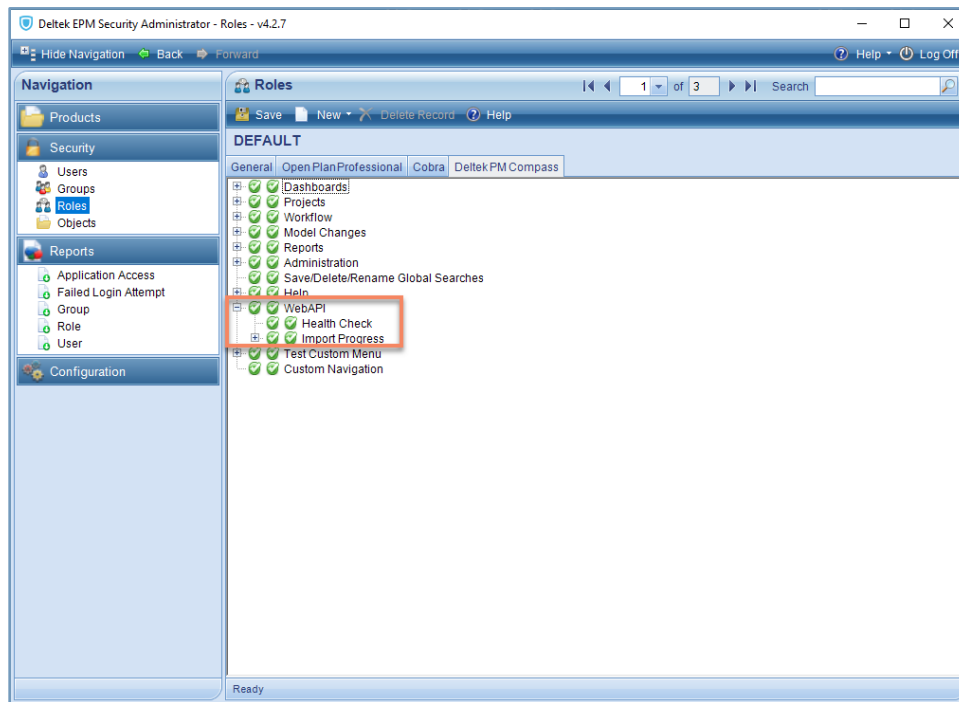 Deltek EPM Security Administrator - Roles - v4.2.7
Hide Navigation Back Forward Help Log Off
Navigation
Products
Security
Users
Groups
Roles
Objects
Reports
Application Access
Failed Login Attempt
Group
Role
User
Configuration
Roles 1 of 3 Search
Save New Delete Record Help
DEFAULT
General Open Plan Professional Cobra Deltek PM Compass
Dashboards
Projects
Workflow
Model Changes
Reports
Administration
Save/Delete/Rename Global Searches
Help
WebAPI
Health Check
Import Progress
Test Custom Menu
Custom Navigation
Ready